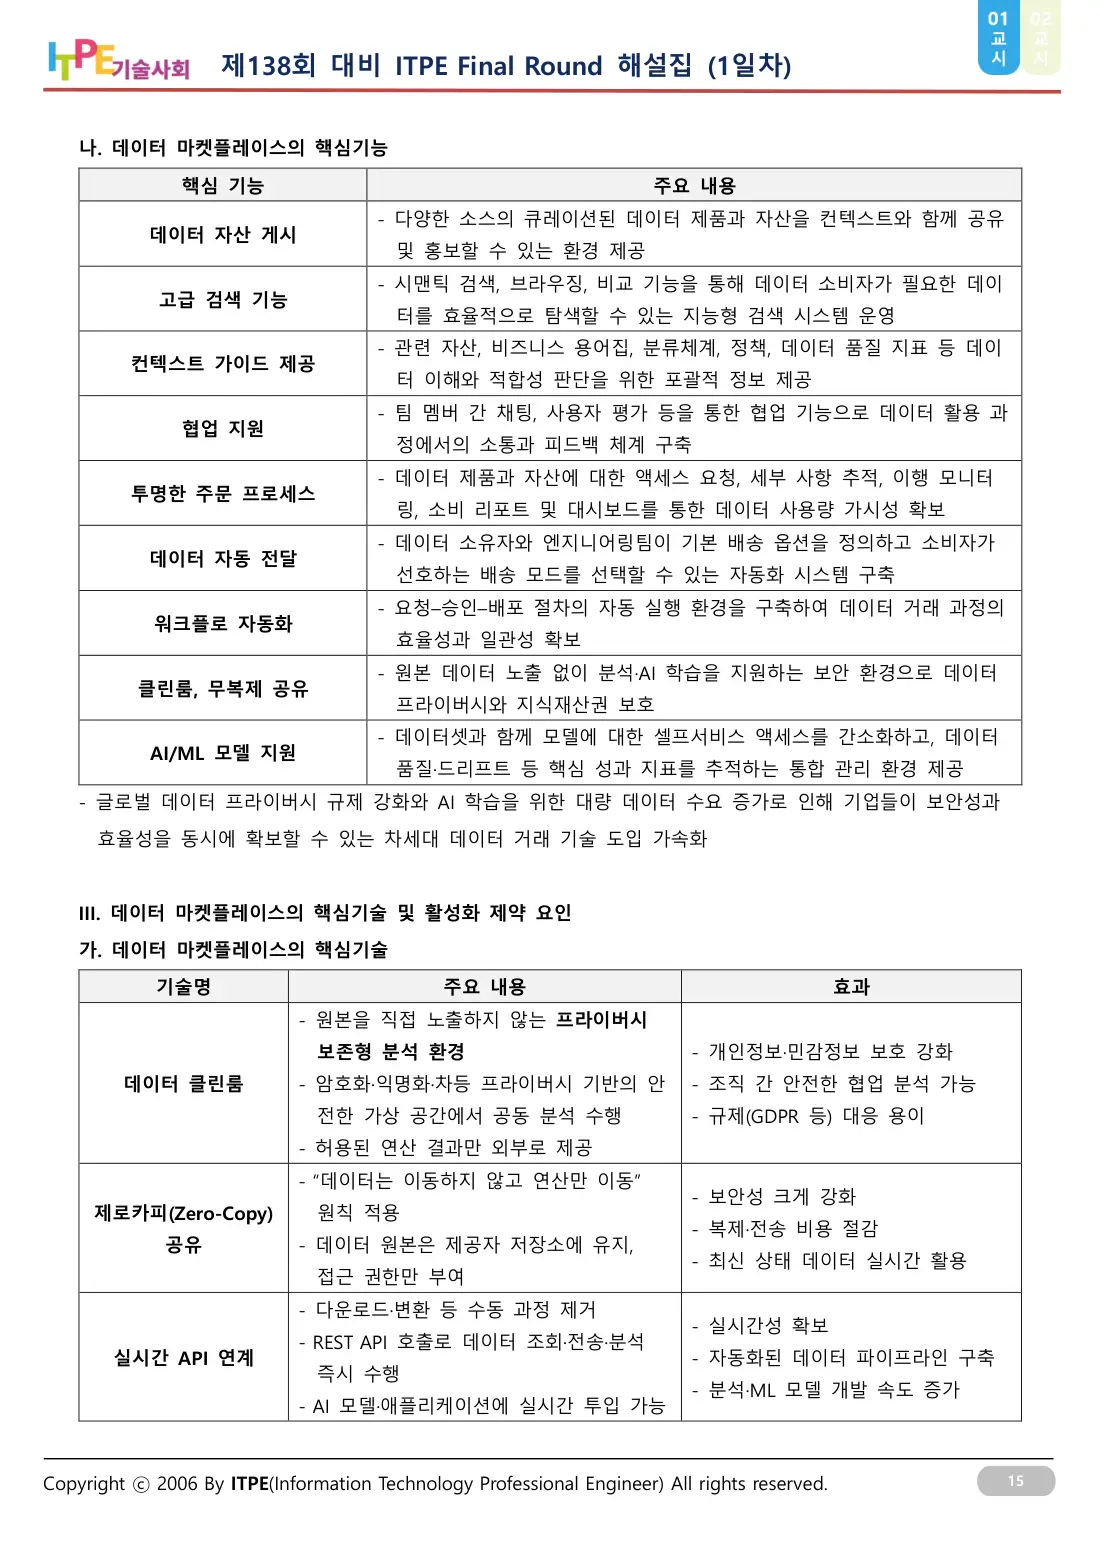 ITPE기술사회 제138회 대비 ITPE Final Round 해설집 (1일차)
01
교
시
02
교
시
나. 데이터 마켓플레이스의 핵심기능
핵심 기능 주요 내용
데이터 자산 게시
- 다양한 소스의 큐레이션된 데이터 제품과 자산을 컨텍스트와 함께 공유
및 홍보할 수 있는 환경 제공
고급 검색 기능
- 시맨틱 검색, 브라우징, 비교 기능을 통해 데이터 소비자가 필요한 데이
터를 효율적으로 탐색할 수 있는 지능형 검색 시스템 운영
컨텍스트 가이드 제공
- 관련 자산, 비즈니스 용어집, 분류체계, 정책, 데이터 품질 지표 등 데이
터 이해와 적합성 판단을 위한 포괄적 정보 제공
협업 지원
- 팀 멤버 간 채팅, 사용자 평가 등을 통한 협업 기능으로 데이터 활용 과
정에서의 소통과 피드백 체계 구축
투명한 주문 프로세스
- 데이터 제품과 자산에 대한 액세스 요청, 세부 사항 추적, 이행 모니터
링, 소비 리포트 및 대시보드를 통한 데이터 사용량 가시성 확보
데이터 자동 전달
- 데이터 소유자와 엔지니어링팀이 기본 배송 옵션을 정의하고 소비자가
선호하는 배송 모드를 선택할 수 있는 자동화 시스템 구축
워크플로 자동화
- 요청–승인–배포 절차의 자동 실행 환경을 구축하여 데이터 거래 과정의
효율성과 일관성 확보
클린룸, 무복제 공유
- 원본 데이터 노출 없이 분석·AI 학습을 지원하는 보안 환경으로 데이터
프라이버시와 지식재산권 보호
AI/ML 모델 지원
- 데이터셋과 함께 모델에 대한 셀프서비스 액세스를 간소화하고, 데이터
품질·드리프트 등 핵심 성과 지표를 추적하는 통합 관리 환경 제공
- 글로벌 데이터 프라이버시 규제 강화와 AI 학습을 위한 대량 데이터 수요 증가로 인해 기업들이 보안성과
효율성을 동시에 확보할 수 있는 차세대 데이터 거래 기술 도입 가속화
III. 데이터 마켓플레이스의 핵심기술 및 활성화 제약 요인
가. 데이터 마켓플레이스의 핵심기술
기술명 주요 내용 효과
데이터 클린룸
- 원본을 직접 노출하지 않는 프라이버시
보존형 분석 환경
- 암호화·익명화·차등 프라이버시 기반의 안
전한 가상 공간에서 공동 분석 수행
- 허용된 연산 결과만 외부로 제공
- 개인정보·민감정보 보호 강화
- 조직 간 안전한 협업 분석 가능
- 규제(GDPR 등) 대응 용이
제로카피(Zero-Copy)
공유
- “데이터는 이동하지 않고 연산만 이동”
원칙 적용
- 데이터 원본은 제공자 저장소에 유지,
접근 권한만 부여
- 보안성 크게 강화
- 복제·전송 비용 절감
- 최신 상태 데이터 실시간 활용
실시간 API 연계
- 다운로드·변환 등 수동 과정 제거
- REST API 호출로 데이터 조회·전송·분석
즉시 수행
- AI 모델·애플리케이션에 실시간 투입 가능
- 실시간성 확보
- 자동화된 데이터 파이프라인 구축
- 분석·ML 모델 개발 속도 증가
Copyright ⓒ 2006 By ITPE(Information Technology Professional Engineer) All rights reserved.
15